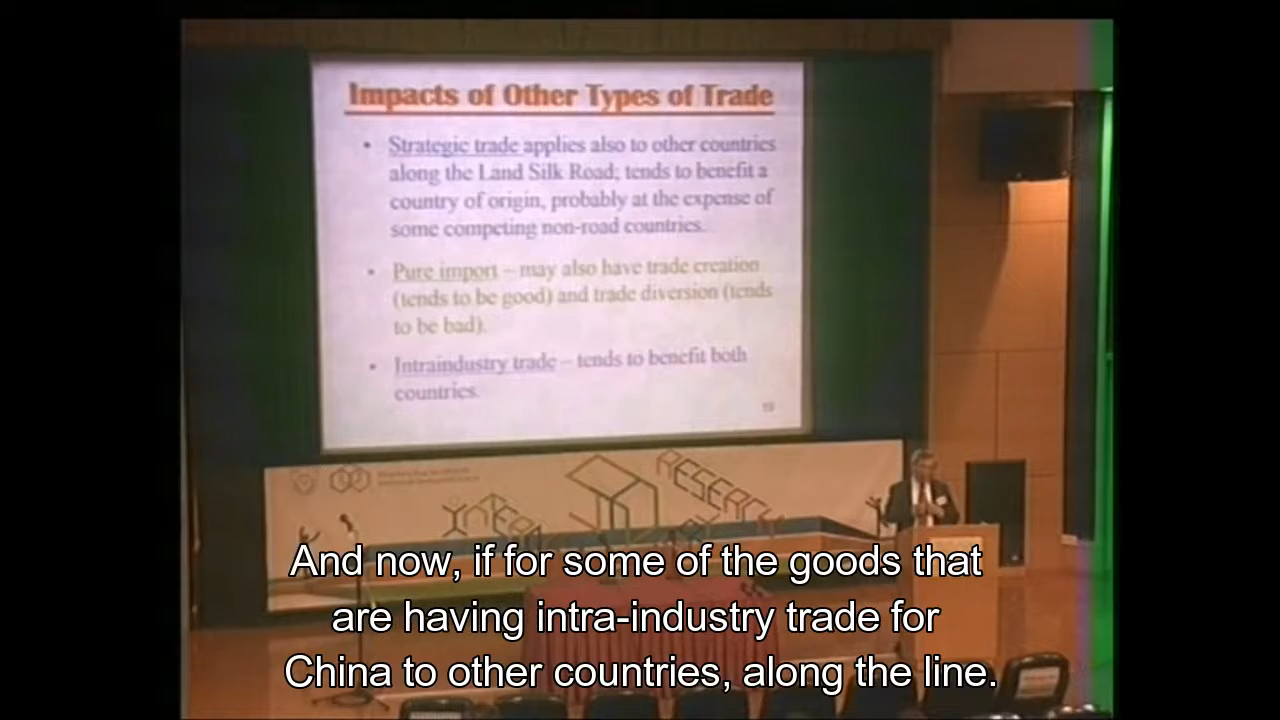 Impacts of Other Types of Trade
• Strategic trade applies also to other countries
along the Land Silk Road; tends to benefit a
country of origin, probably at the expense of
some competing non-road countries.
• Pure import – may also have trade creation
(tends to be good) and trade diversion (tends
to be bad).
• Intraindustry trade – tends to benefit both
countries.
And now, if for some of the goods that
are having intra-industry trade for
China to other countries, along the line.